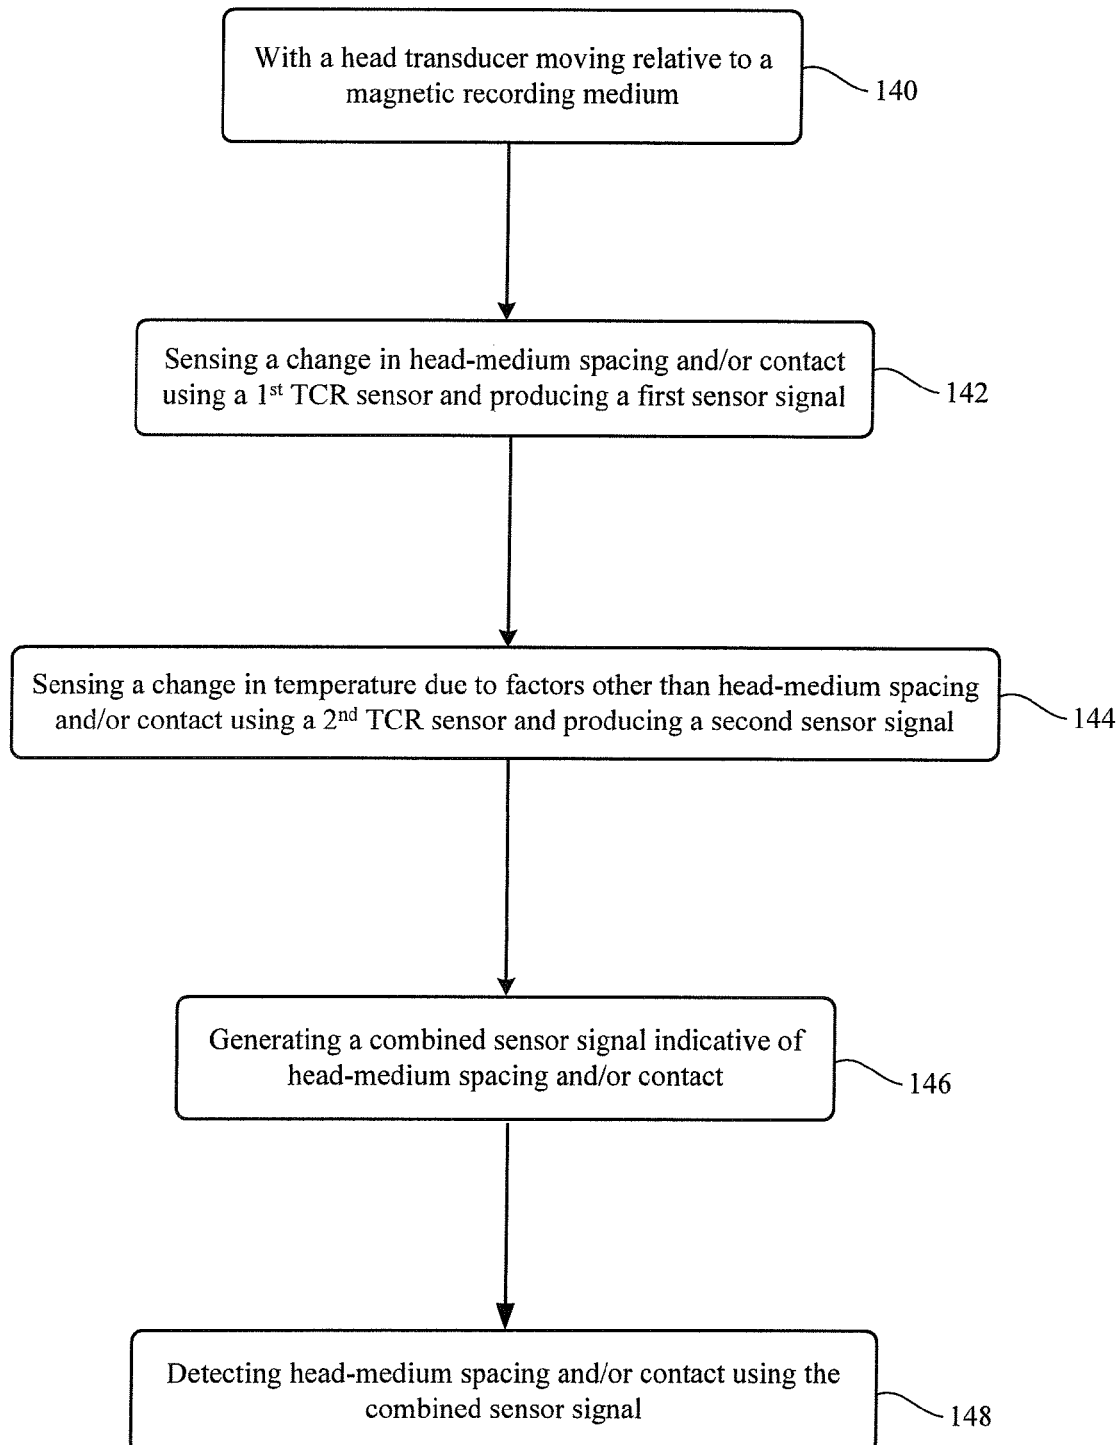 With a head transducer moving relative to a
magnetic recording medium
140
Sensing a change in head-medium spacing and/or contact
using a 1st TCR sensor and producing a first sensor signal
142
Sensing a change in temperature due to factors other than head-medium spacing
and/or contact using a 2nd TCR sensor and producing a second sensor signal
144
Generating a combined sensor signal indicative of
head-medium spacing and/or contact
146
Detecting head-medium spacing and/or contact using the
combined sensor signal
148